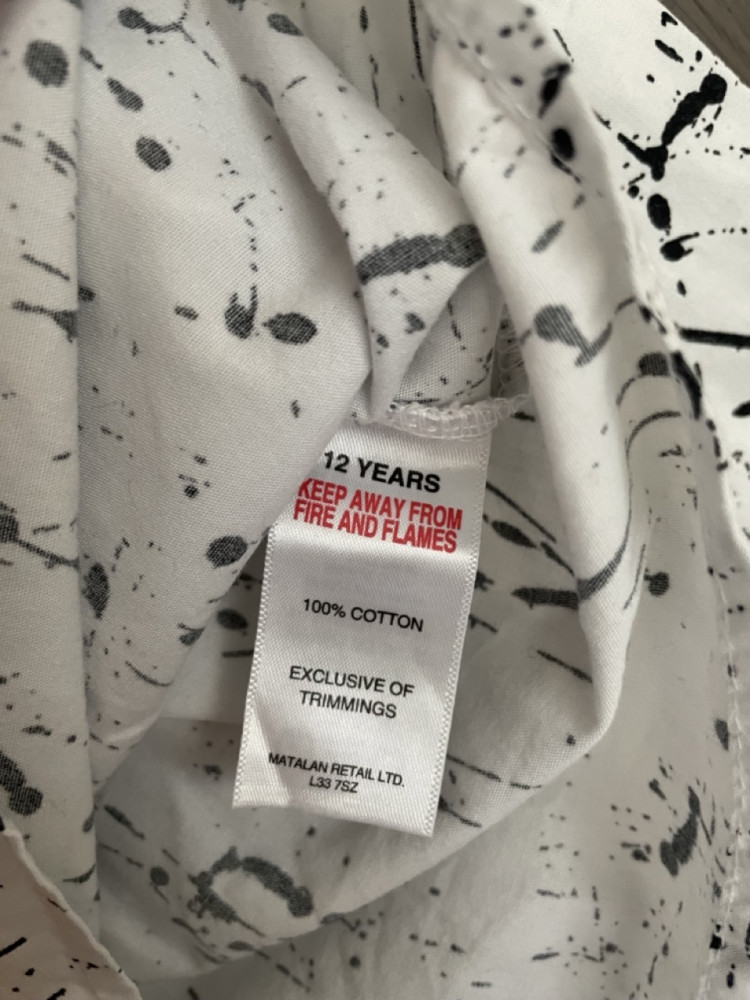 12 YEARS
KEEP AWAY FROM
FIRE AND FLAMES
100% COTTON
EXCLUSIVE OF
TRIMMINGS
MATALAN RETAIL LTD.
L33 7SZ